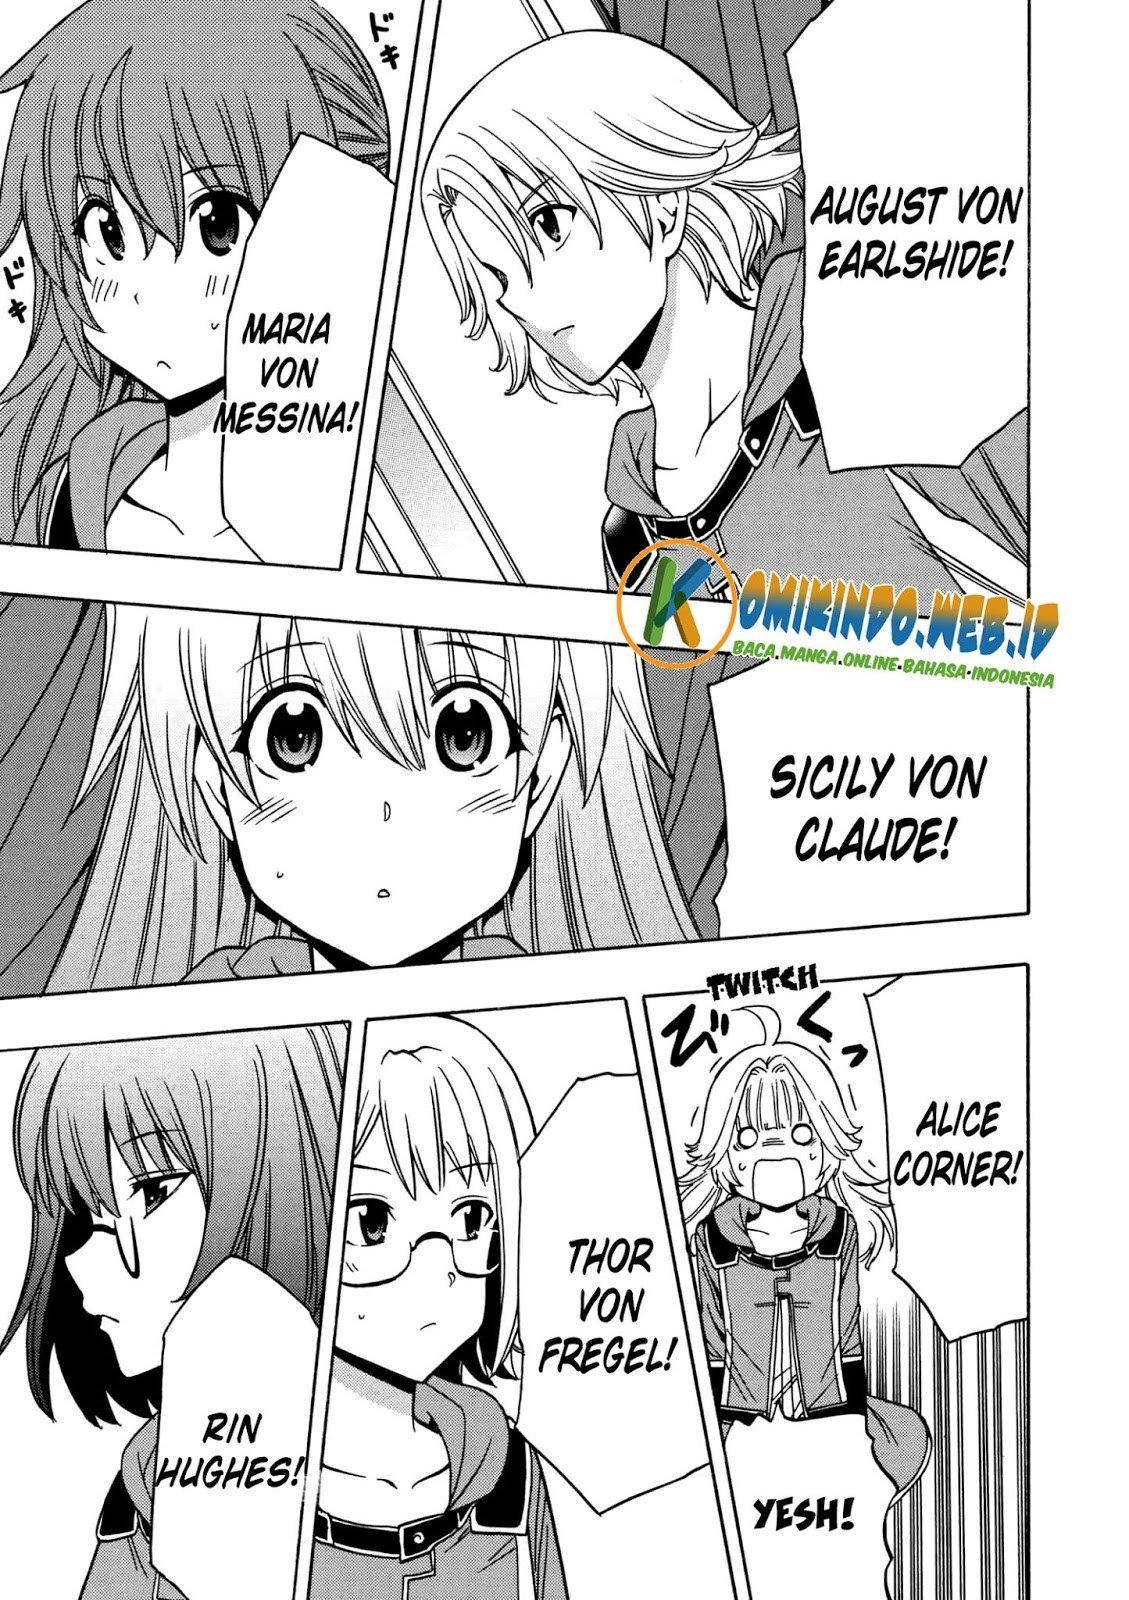 AUGUST VON
EARLSHIDE!
ドキ
ドキ
MARIA
VON
MESSINA!
KOMIKINDO.WEB.ID
BACA MANGA ONLINE BAHASA INDONESIA
SICILY VON
CLAUDE!
TWITCH
びくっ
ALICE
CORNER!
YESH!
THOR
VON
FREGEL!
RIN
HUGHES!